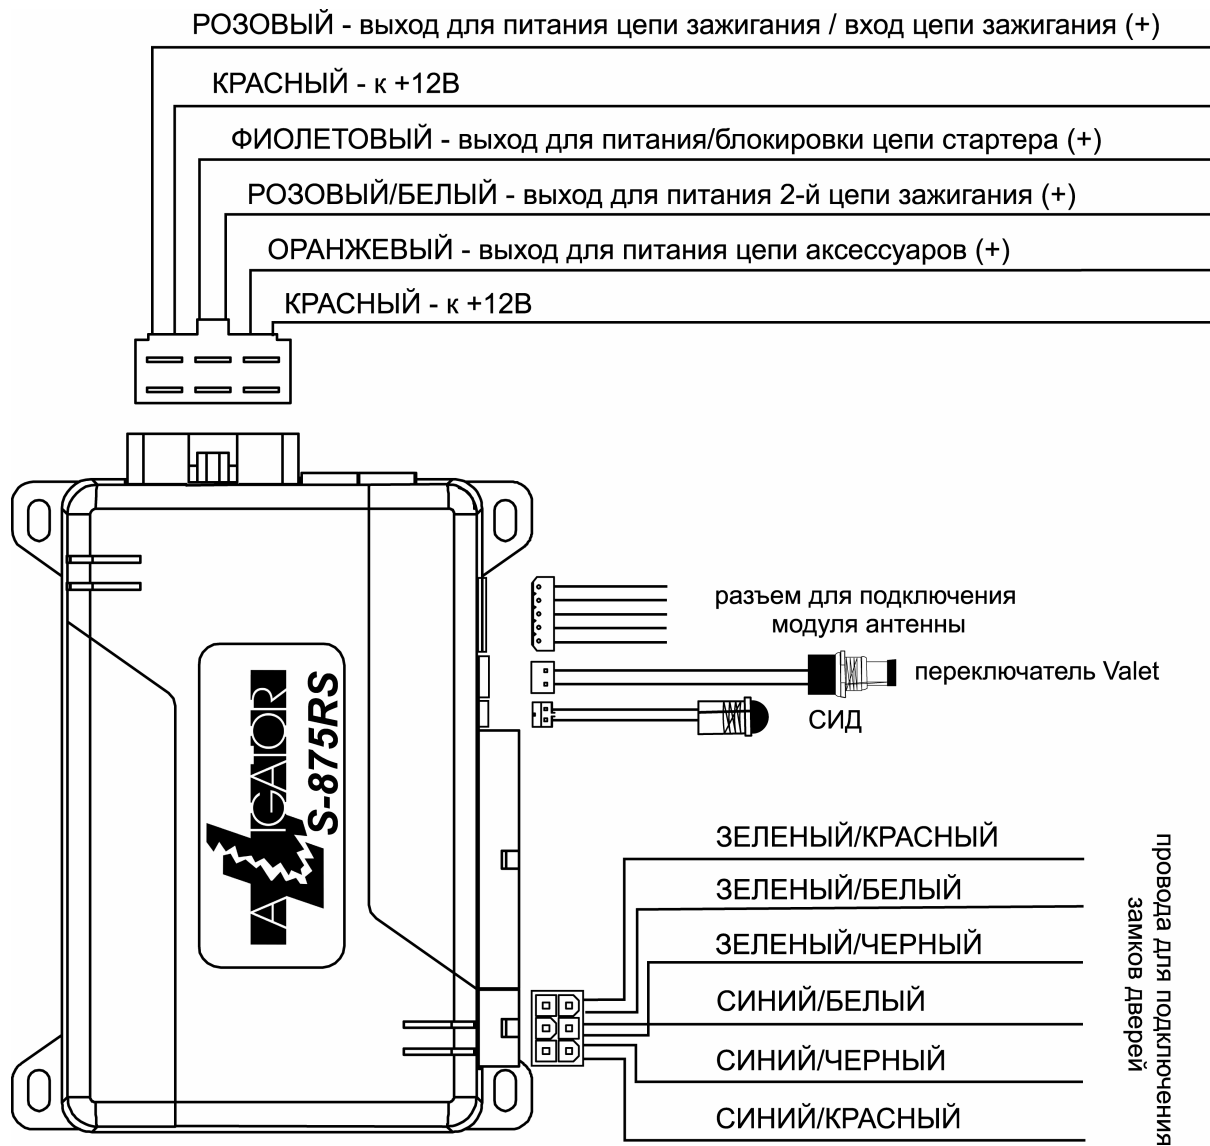 РОЗОВЫЙ - выход для питания цепи зажигания / вход цепи зажигания (+)
КРАСНЫЙ - к +12В
ФИОЛЕТОВЫЙ - выход для питания/блокировки цепи стартера (+)
РОЗОВЫЙ/БЕЛЫЙ - выход для питания 2-й цепи зажигания (+)
ОРАНЖЕВЫЙ - выход для питания цепи аксессуаров (+)
КРАСНЫЙ - к +12В
разъем для подключения
модуля антенны
переключатель Valet
СИД
A IGATOR
S-875RS
ЗЕЛЕНЫЙ/КРАСНЫЙ
ЗЕЛЕНЫЙ/БЕЛЫЙ
ЗЕЛЕНЫЙ/ЧЕРНЫЙ
СИНИЙ/БЕЛЫЙ
СИНИЙ/ЧЕРНЫЙ
СИНИЙ/КРАСНЫЙ
провода для подключения
замков дверей